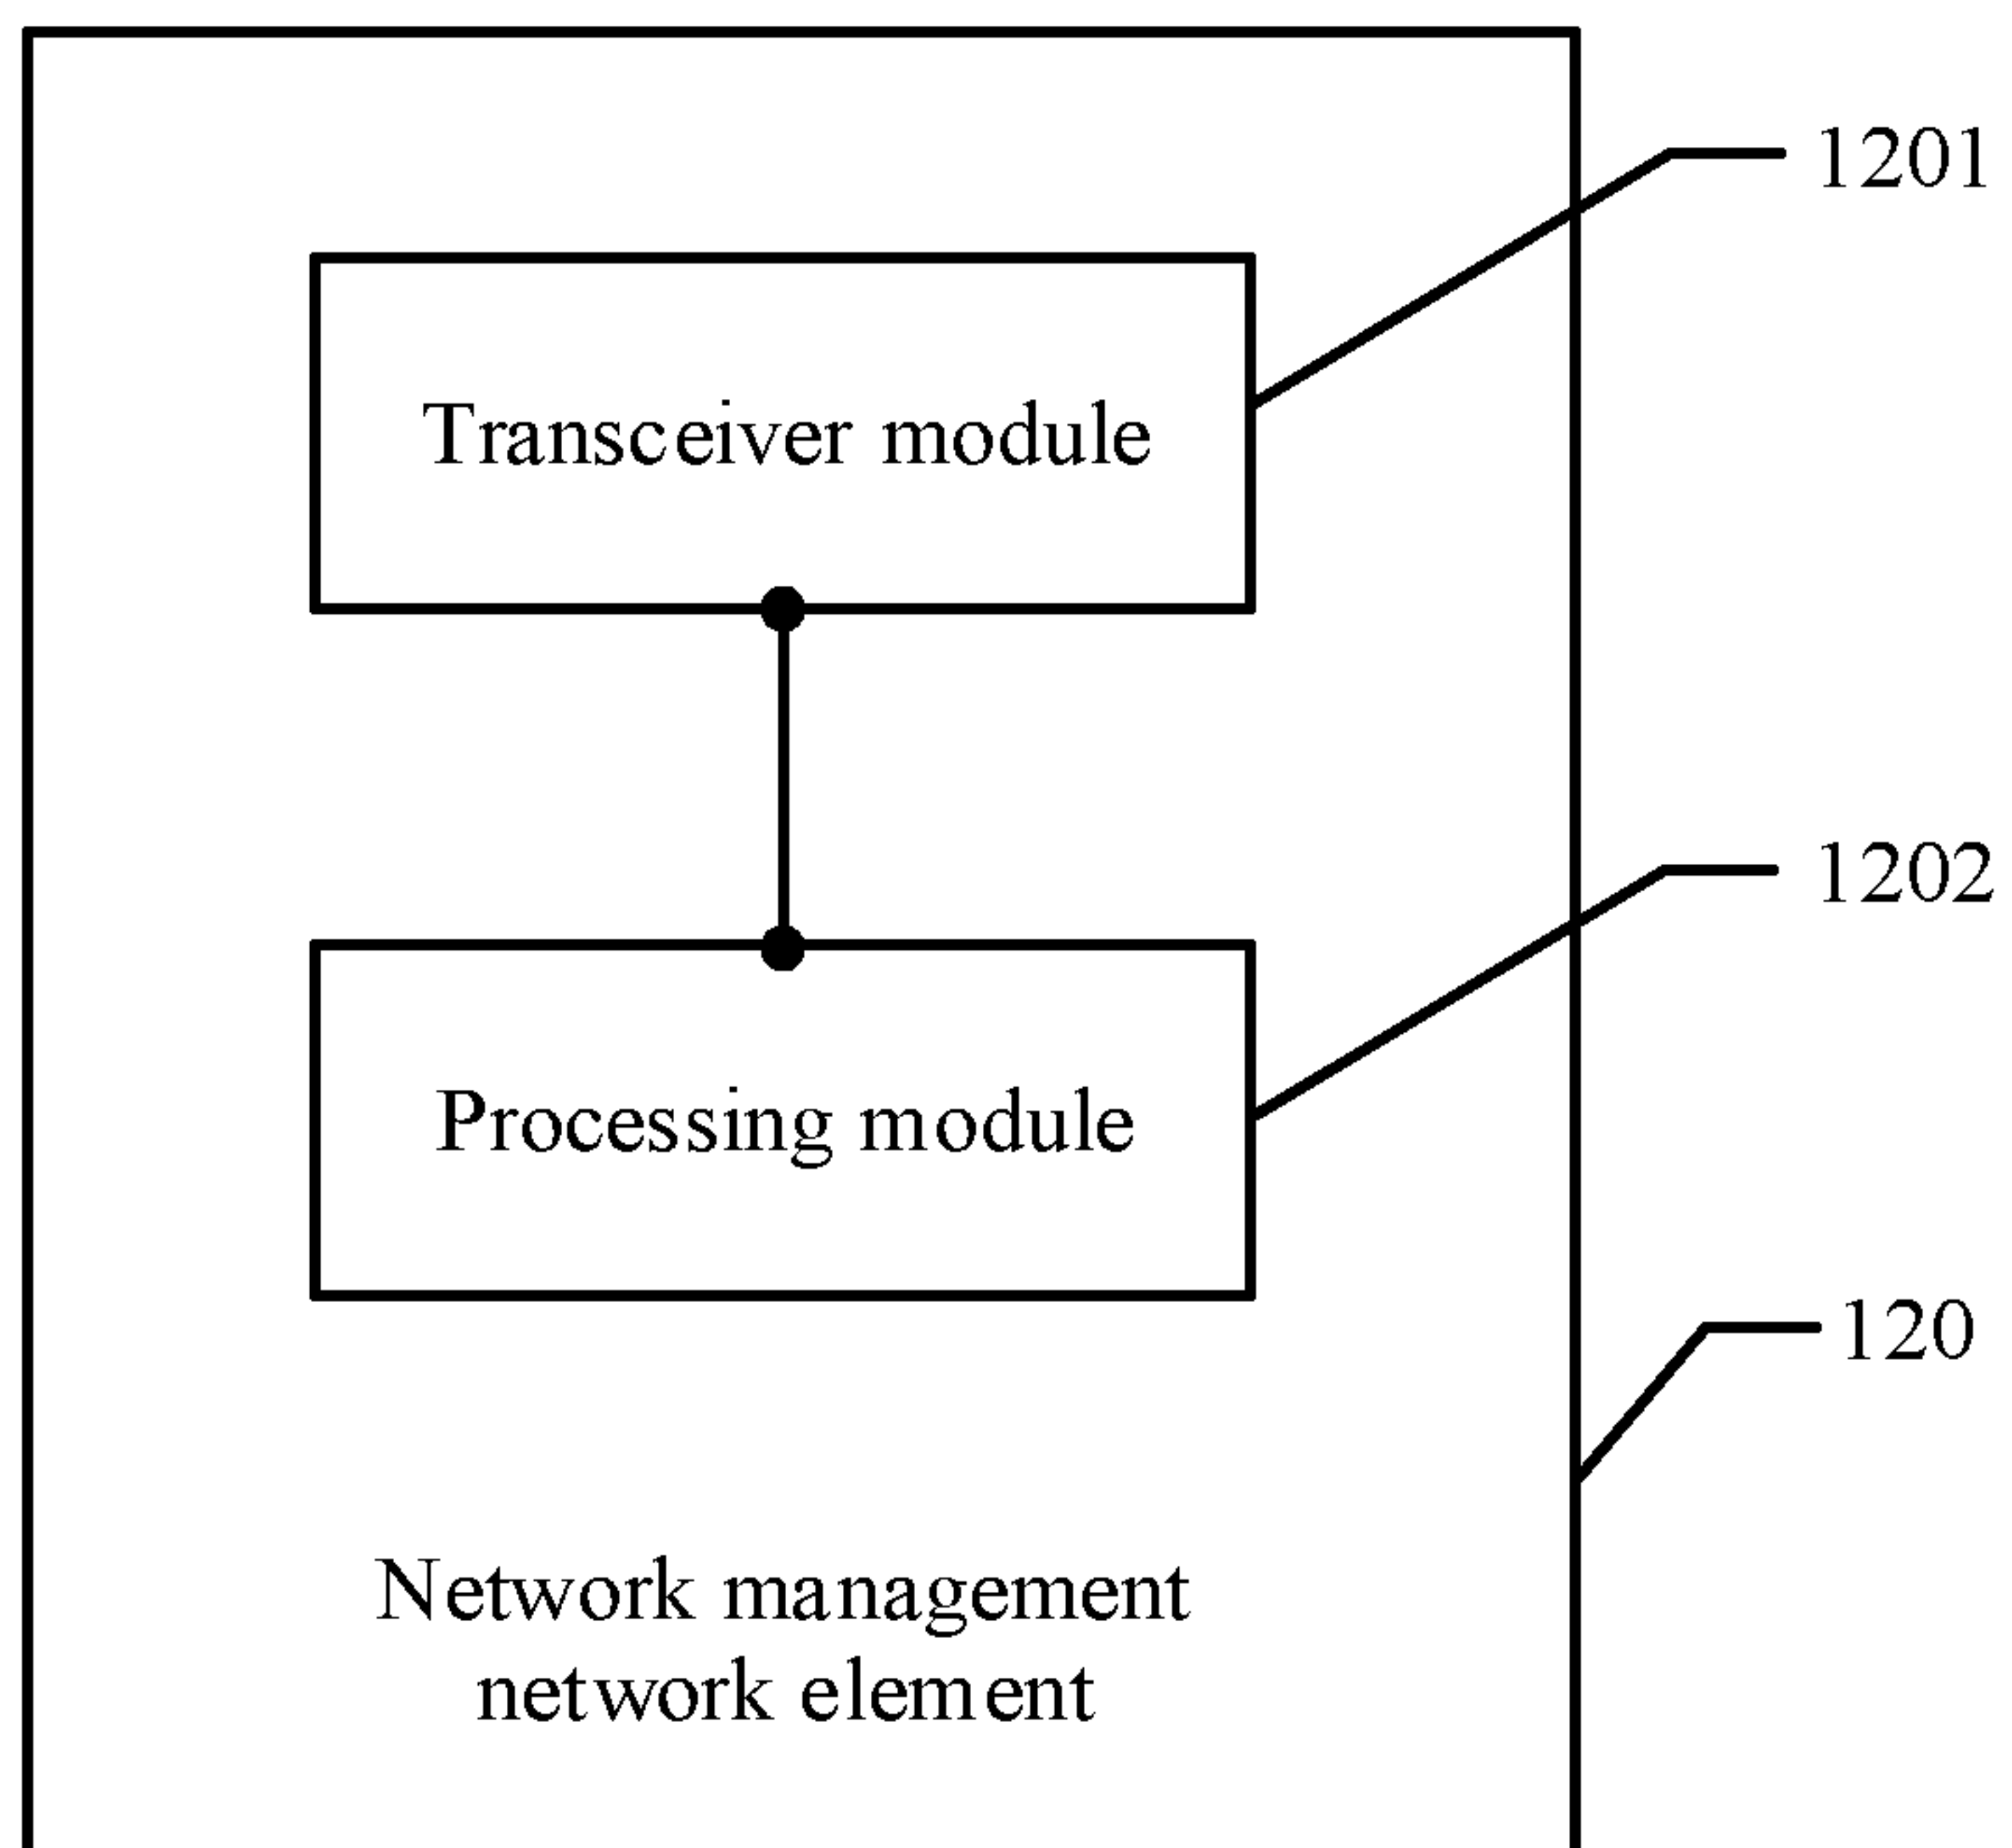 1201
Transceiver module
1202
Processing module
120
Network management
network element